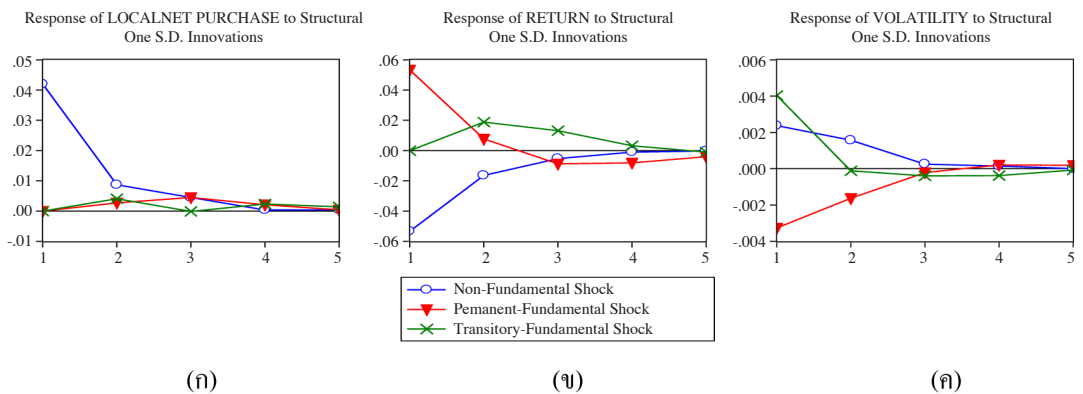 Response of LOCALNET PURCHASE to Structural
One S.D. Innovations
.05
.04
.03
.02
.01
.00
-.01
1 2 3 4 5
Response of RETURN to Structural
One S.D. Innovations
.06
.04
.02
.00
-.02
-.04
-.06
1 2 3 4 5
Response of VOLATILITY to Structural
One S.D. Innovations
.006
.004
.002
.000
-.002
-.004
1 2 3 4 5
Non-Fundamental Shock
Pemanent-Fundamental Shock
Transitory-Fundamental Shock
(ก) (ข) (ค)